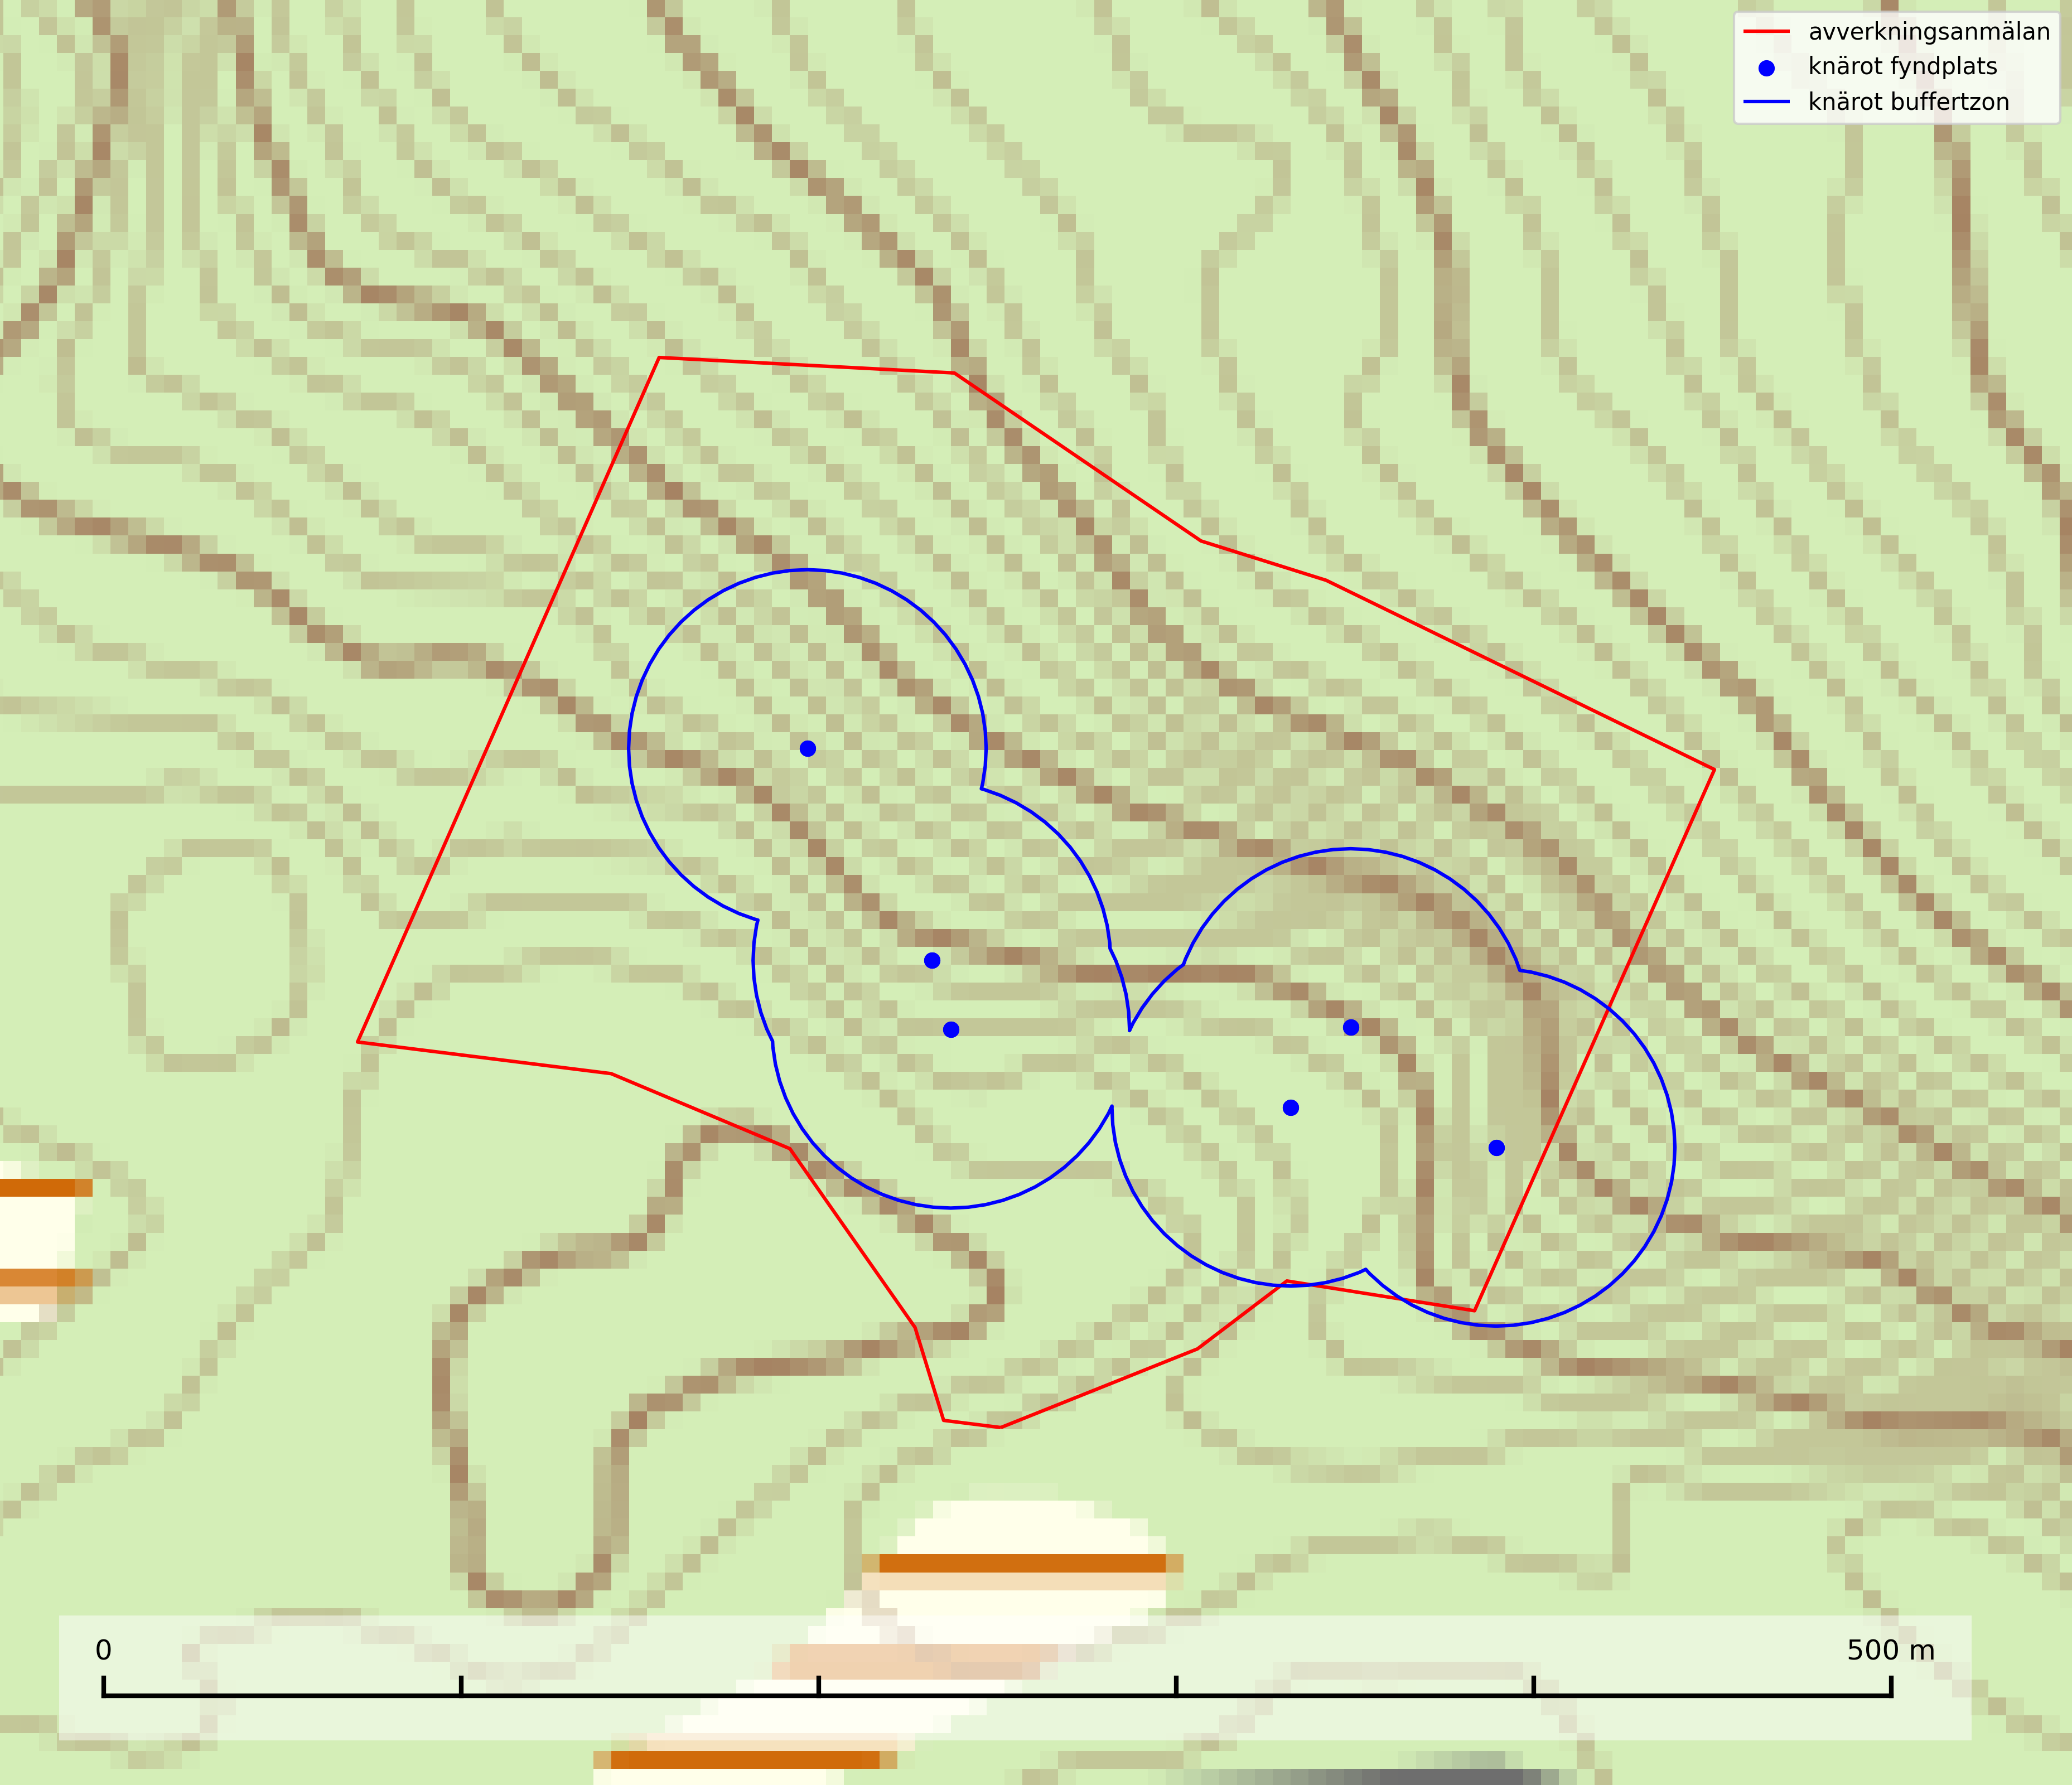 avverkningsanmälan
knärot fyndplats
knärot buffertzon
0
500 m